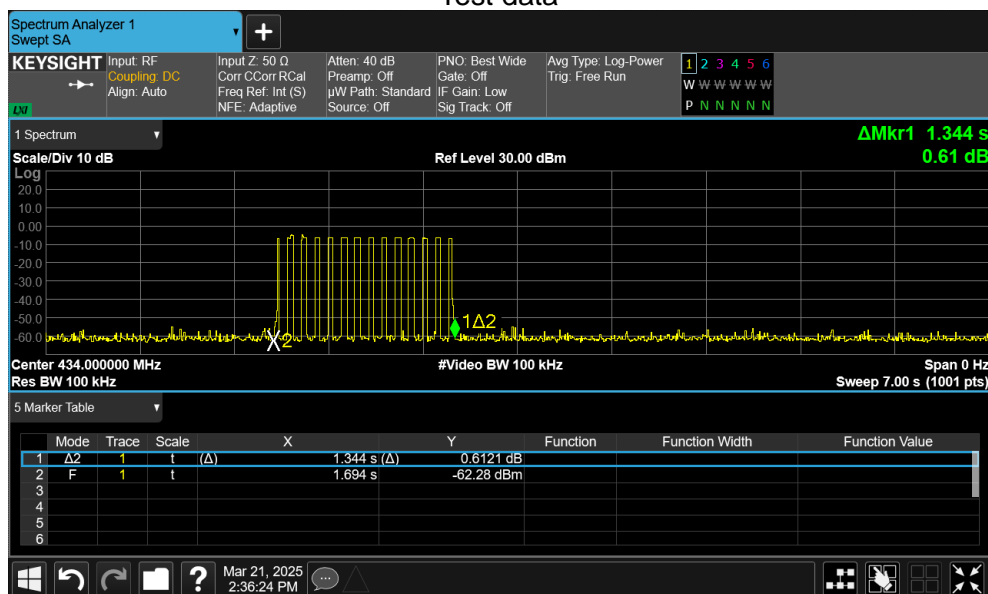 Test data
Spectrum Analyzer 1
Swept SA
+
KEYSIGHT
LXI
Input: RF
Coupling: DC
Align: Auto
Input Z: 50 Ω
Corr CCorr RCal
Freq Ref: Int (S)
NFE: Adaptive
Atten: 40 dB
Preamp: Off
µW Path: Standard
Source: Off
PNO: Best Wide
Gate: Off
IF Gain: Low
Sig Track: Off
Avg Type: Log-Power
Trig: Free Run
1 2 3 4 5 6
W W W W W W
P N N N N N
1 Spectrum
ΔMkr1 1.344 s
Scale/Div 10 dB Ref Level 30.00 dBm 0.61 dB
Log
20.0
10.0
0.00
-10.0
-20.0
-30.0
-40.0
-50.0
-60.0
1Δ2
X2
Center 434.000000 MHz #Video BW 100 kHz Span 0 Hz
Res BW 100 kHz Sweep 7.00 s (1001 pts)
5 Marker Table
Mode Trace Scale X Y Function Function Width Function Value
1 Δ2 1 t (Δ) 1.344 s (Δ) 0.6121 dB
2 F 1 t 1.694 s -62.28 dBm
3
4
5
6
?
Mar 21, 2025
2:36:24 PM